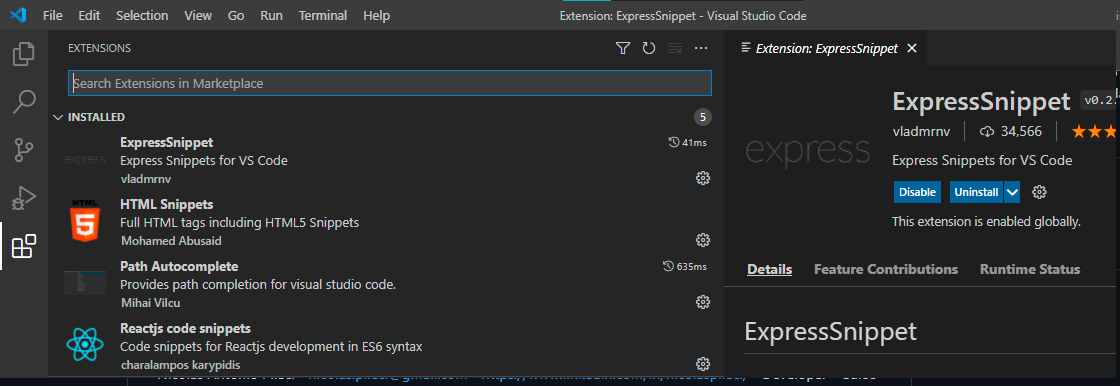 File Edit Selection View Go Run Terminal Help Extension: ExpressSnippet - Visual Studio Code
EXTENSIONS
Search Extensions in Marketplace
INSTALLED 5
ExpressSnippet 41ms
Express Snippets for VS Code
vladmrnv
HTML Snippets
Full HTML tags including HTML5 Snippets
Mohamed Abusaid
Path Autocomplete 635ms
Provides path completion for visual studio code.
Mihai Vilcu
Reactjs code snippets
Code snippets for Reactjs development in ES6 syntax
charalampos karypidis
Extension: ExpressSnippet
express
ExpressSnippet v0.2.
vladmrnv 34,566
Express Snippets for VS Code
Disable Uninstall
This extension is enabled globally.
Details Feature Contributions Runtime Status
ExpressSnippet